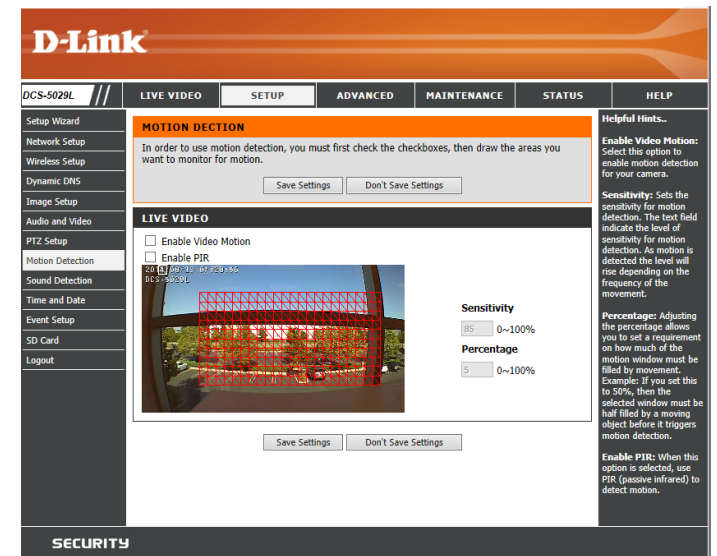 D-Link
DCS-5029L
LIVE VIDEO
SETUP
ADVANCED
MAINTENANCE
STATUS
HELP
Setup Wizard
Network Setup
Wireless Setup
Dynamic DNS
Image Setup
Audio and Video
PTZ Setup
Motion Detection
Sound Detection
Time and Date
Event Setup
SD Card
Logout
MOTION DECTION
In order to use motion detection, you must first check the checkboxes, then draw the areas you
want to monitor for motion.
Save Settings
Don't Save Settings
LIVE VIDEO
Enable Video Motion
Enable PIR
DCS-5029L
Sensitivity
85 0~100%
Percentage
5 0~100%
Save Settings
Don't Save Settings
Helpful Hints..
Enable Video Motion:
Select this option to
enable motion detection
for your camera.
Sensitivity: Sets the
sensitivity for motion
detection. The text field
indicate the level of
sensitivity for motion
detection. As motion is
detected the level will
rise depending on the
frequency of the
movement.
Percentage: Adjusting
the percentage allows
you to set a requirement
on how much of the
motion window must be
filled by movement.
Example: If you set this
to 50%, then the
selected window must be
half filled by a moving
object before it triggers
motion detection.
Enable PIR: When this
option is selected, use
PIR (passive infrared) to
detect motion.
SECURITY